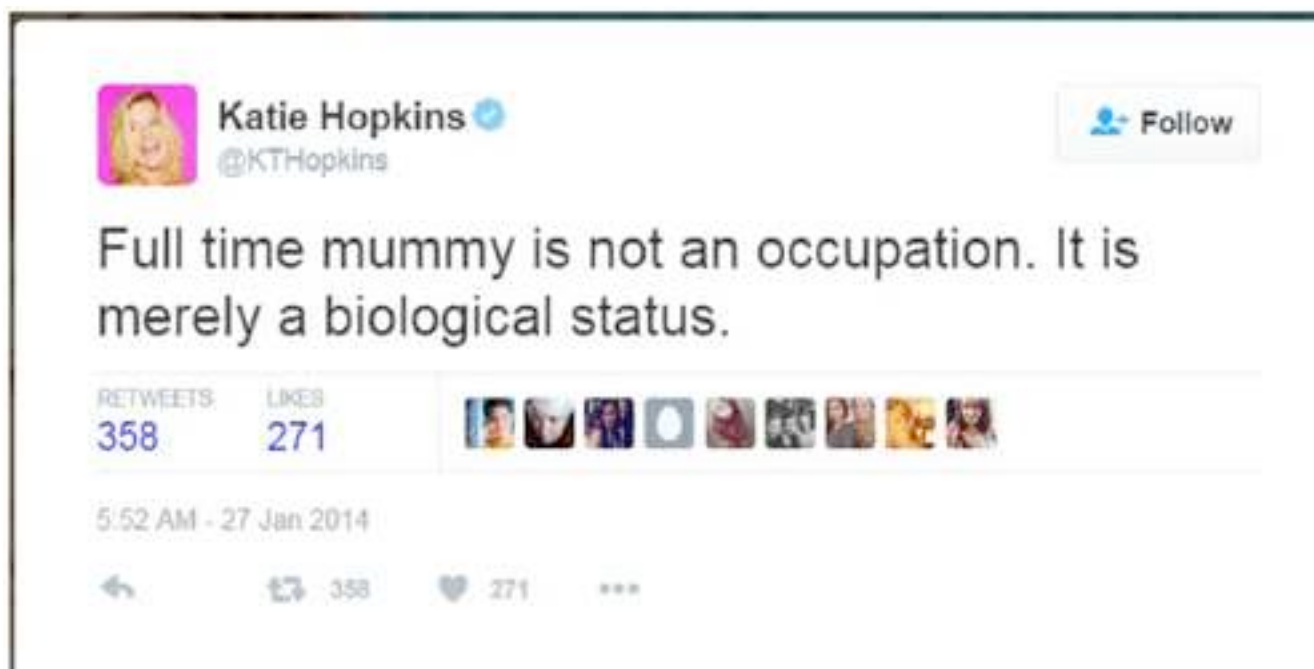 Katie Hopkins
@KTHopkins
Follow
Full time mummy is not an occupation. It is
merely a biological status.
RETWEETS LIKES
358 271
5:52 AM - 27 Jan 2014
358 271